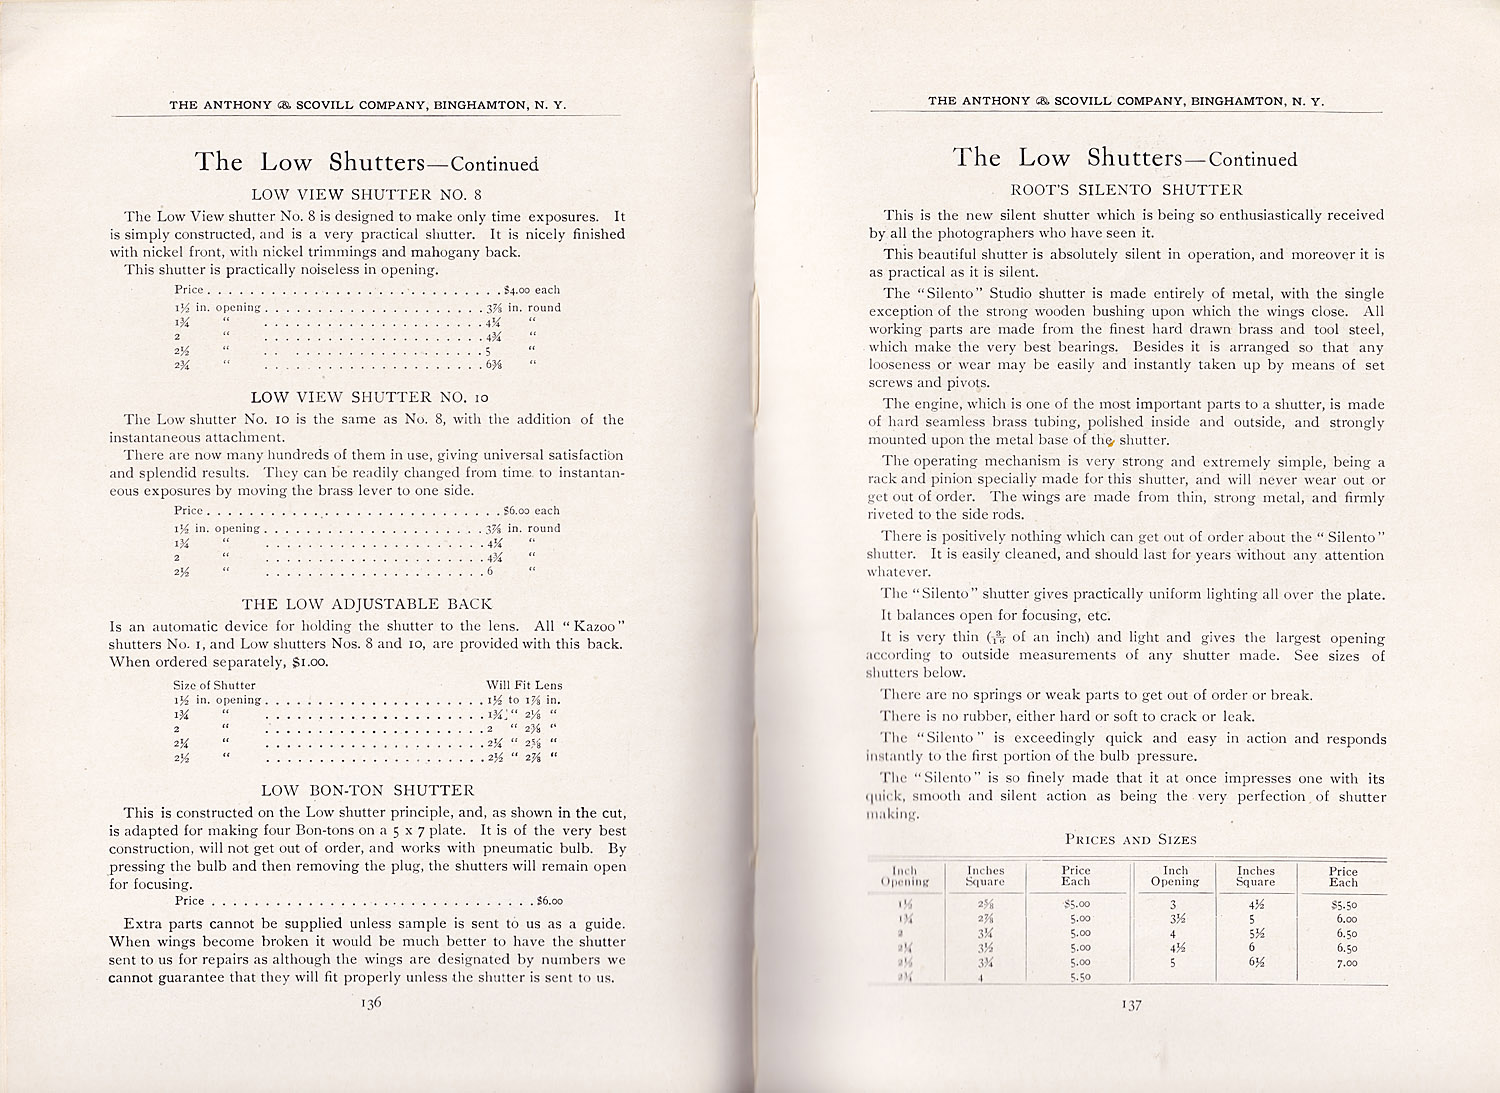 THE ANTHONY & SCOVILL COMPANY, BINGHAMTON, N. Y.
The Low Shutters—Continued
LOW VIEW SHUTTER NO. 8
The Low View shutter No. 8 is designed to make only time exposures. It
is simply constructed, and is a very practical shutter. It is nicely finished
with nickel front, with nickel trimmings and mahogany back.
This shutter is practically noiseless in opening.
Price . . . . . . . . . . . . . . . . . . . . . . . . . . . $4.00 each
1½ in. opening . . . . . . . . . . . . . . . . . . . . 3⅞ in. round
1¾ “ . . . . . . . . . . . . . . . . . . . . 4¼ “
2 “ . . . . . . . . . . . . . . . . . . . . 4¾ “
2½ “ . . . . . . . . . . . . . . . . . . . . 5 “
2¾ “ . . . . . . . . . . . . . . . . . . . . 6⅜ “
LOW VIEW SHUTTER NO. 10
The Low shutter No. 10 is the same as No. 8, with the addition of the
instantaneous attachment.
There are now many hundreds of them in use, giving universal satisfaction
and splendid results. They can be readily changed from time to instantan-
eous exposures by moving the brass lever to one side.
Price . . . . . . . . . . . . . . . . . . . . . . . . . . . $6.00 each
1½ in. opening . . . . . . . . . . . . . . . . . . . . 3⅞ in. round
1¾ “ . . . . . . . . . . . . . . . . . . . . 4¼ “
2 “ . . . . . . . . . . . . . . . . . . . . 4¾ “
2½ “ . . . . . . . . . . . . . . . . . . . . 6 “
THE LOW ADJUSTABLE BACK
Is an automatic device for holding the shutter to the lens. All “Kazoo”
shutters No. 1, and Low shutters Nos. 8 and 10, are provided with this back.
When ordered separately, $1.00.
Size of Shutter Will Fit Lens
1½ in. opening . . . . . . . . . . . . . . . . . . . . 1½ to 1⅞ in.
1¾ “ . . . . . . . . . . . . . . . . . . . . 1¾ “ 2⅛ “
2 “ . . . . . . . . . . . . . . . . . . . . 2 “ 2⅜ “
2¼ “ . . . . . . . . . . . . . . . . . . . . 2¼ “ 2⅝ “
2½ “ . . . . . . . . . . . . . . . . . . . . 2½ “ 2⅞ “
LOW BON-TON SHUTTER
This is constructed on the Low shutter principle, and, as shown in the cut,
is adapted for making four Bon-tons on a 5 x 7 plate. It is of the very best
construction, will not get out of order, and works with pneumatic bulb. By
pressing the bulb and then removing the plug, the shutters will remain open
for focusing.
Price . . . . . . . . . . . . . . . . . . . . . . . . . . . . . . $6.00
Extra parts cannot be supplied unless sample is sent to us as a guide.
When wings become broken it would be much better to have the shutter
sent to us for repairs as although the wings are designated by numbers we
cannot guarantee that they will fit properly unless the shutter is sent to us.
136
THE ANTHONY & SCOVILL COMPANY, BINGHAMTON, N. Y.
The Low Shutters—Continued
ROOT'S SILENTO SHUTTER
This is the new silent shutter which is being so enthusiastically received
by all the photographers who have seen it.
This beautiful shutter is absolutely silent in operation, and moreover it is
as practical as it is silent.
The “Silento” Studio shutter is made entirely of metal, with the single
exception of the strong wooden bushing upon which the wings close. All
working parts are made from the finest hard drawn brass and tool steel,
which make the very best bearings. Besides it is arranged so that any
looseness or wear may be easily and instantly taken up by means of set
screws and pivots.
The engine, which is one of the most important parts to a shutter, is made
of hard seamless brass tubing, polished inside and outside, and strongly
mounted upon the metal base of the shutter.
The operating mechanism is very strong and extremely simple, being a
rack and pinion specially made for this shutter, and will never wear out or
get out of order. The wings are made from thin, strong metal, and firmly
riveted to the side rods.
There is positively nothing which can get out of order about the “ Silento”
shutter. It is easily cleaned, and should last for years without any attention
whatever.
The “Silento” shutter gives practically uniform lighting all over the plate.
It balances open for focusing, etc.
It is very thin ( of an inch) and light and gives the largest opening
according to outside measurements of any shutter made. See sizes of
shutters below.
There are no springs or weak parts to get out of order or break.
There is no rubber, either hard or soft to crack or leak.
The “Silento” is exceedingly quick and easy in action and responds
instantly to the first portion of the bulb pressure.
The “Silento” is so finely made that it at once impresses one with its
quick, smooth and silent action as being the very perfection of shutter
making.
PRICES AND SIZES
Inch Opening Inches Square Price Each Inch Opening Inches Square Price Each
1½ 2⅝ $5.00 3 4½ $5.50
1¾ 2⅞ 5.00 3½ 5 6.00
2 3¼ 5.00 4 5½ 6.50
2¼ 3½ 5.00 4½ 6 6.50
2½ 3¾ 5.00 5 6½ 7.00
2¾ 4 5.50
137